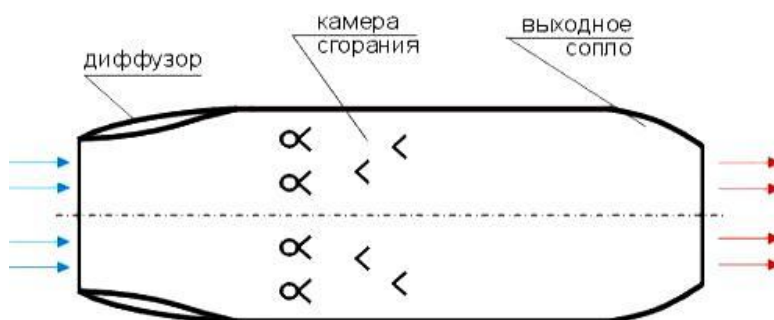 диффузор
камера
сгорания
выходное
сопло